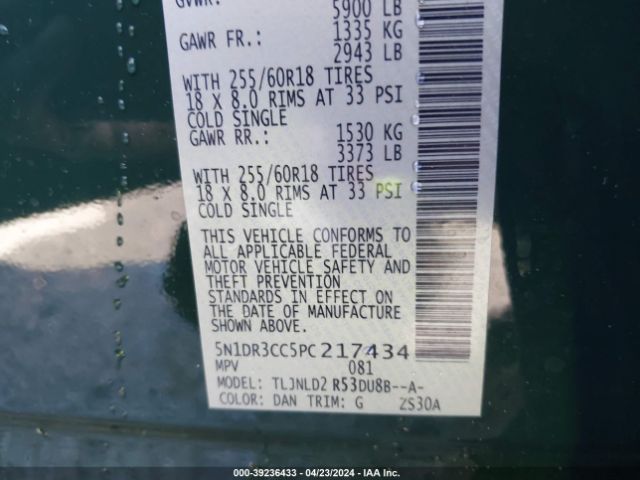 GVWR: 5900 LB
GAWR FR.: 1335 KG
2943 LB
WITH 255/60R18 TIRES
18 X 8.0 RIMS AT 33 PSI
COLD SINGLE
GAWR RR.: 1530 KG
3373 LB
WITH 255/60R18 TIRES
18 X 8.0 RIMS AT 33 PSI
COLD SINGLE
THIS VEHICLE CONFORMS TO
ALL APPLICABLE FEDERAL
MOTOR VEHICLE SAFETY AND
THEFT PREVENTION
STANDARDS IN EFFECT ON
THE DATE OF MANUFACTURE
SHOWN ABOVE.
5N1DR3CC5PC217434
MPV 081
MODEL: TLJNLD2 R53DU8B--A-
COLOR: DAN TRIM: G ZS30A
000-39236433 - 04/23/2024 - IAA Inc.